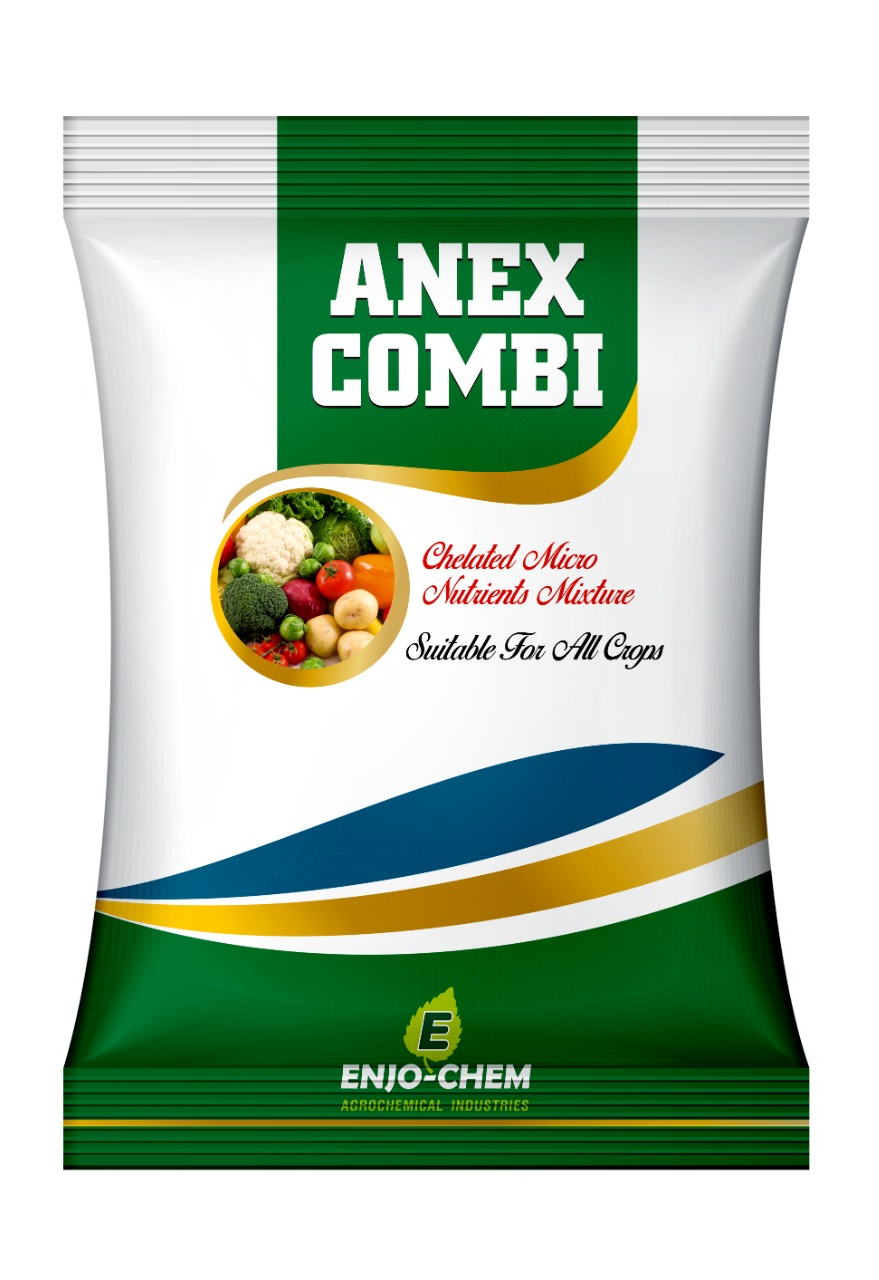 ANEX
COMBI
Chelated Micro
Nutrients Mixture
Suitable For All Crops
E
ENJO-CHEM
AGROCHEMICAL INDUSTRIES